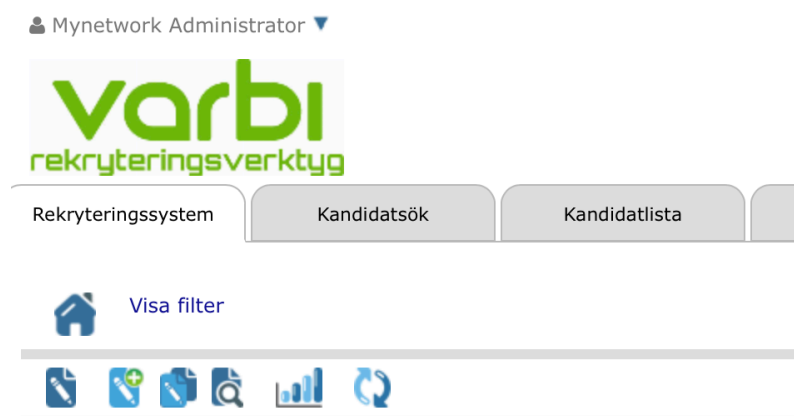 Mynetwork Administrator
varbi
rekryteringsverktyg
Rekryteringssystem
Kandidatsök
Kandidatlista
Visa filter